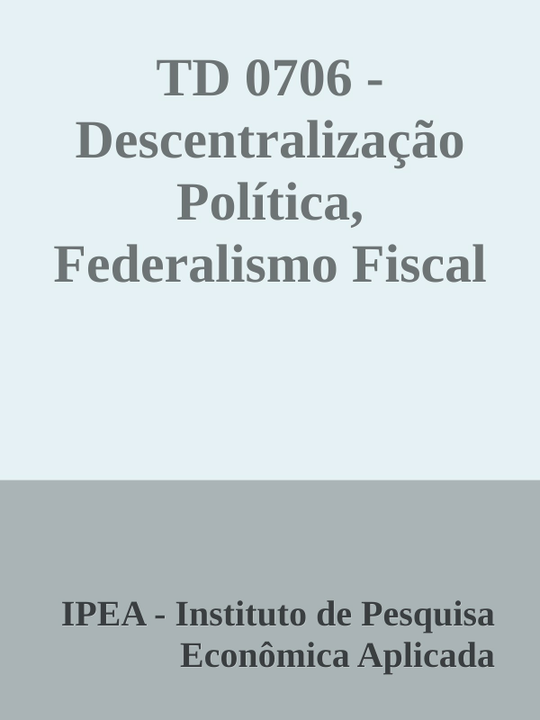 TD 0706 -
Descentralização
Política,
Federalismo Fiscal
IPEA - Instituto de Pesquisa
Econômica Aplicada